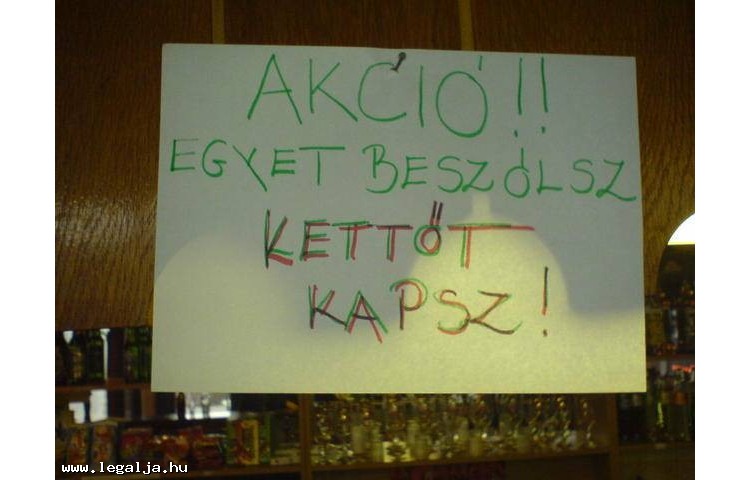 AKCIÓ!!
EGYET BESZÓLSZ
KETTŐT
KAPSZ!
www.legalja.hu